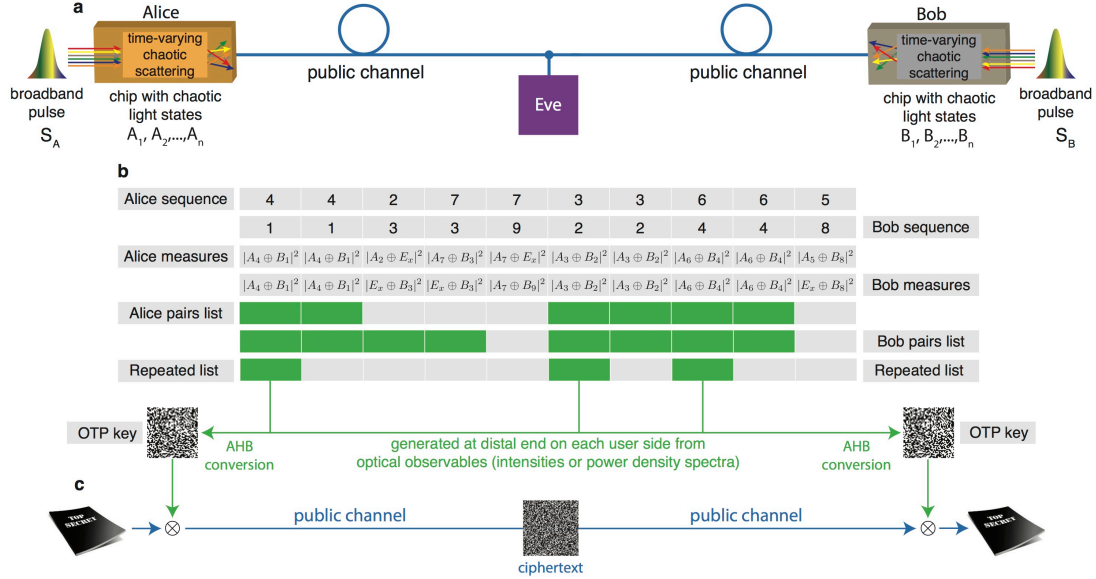 a
Alice
Bob
time-varying
chaotic
scattering
time-varying
chaotic
scattering
public channel
public channel
Eve
broadband
pulse
S_A
chip with chaotic
light states
A_1, A_2,...,A_n
chip with chaotic
light states
B_1, B_2,...,B_n
broadband
pulse
S_B
b
Alice sequence 4 4 2 7 7 3 3 6 6 5
1 1 3 3 9 2 2 4 4 8 Bob sequence
Alice measures |A_4 ⊕ B_1|^2 |A_4 ⊕ B_1|^2 |A_2 ⊕ E_x|^2 |A_7 ⊕ B_3|^2 |A_7 ⊕ E_x|^2 |A_3 ⊕ B_2|^2 |A_3 ⊕ B_2|^2 |A_6 ⊕ B_4|^2 |A_6 ⊕ B_4|^2 |A_5 ⊕ B_8|^2
|A_4 ⊕ B_1|^2 |A_4 ⊕ B_1|^2 |E_x ⊕ B_3|^2 |E_x ⊕ B_3|^2 |A_7 ⊕ B_9|^2 |A_3 ⊕ B_2|^2 |A_3 ⊕ B_2|^2 |A_6 ⊕ B_4|^2 |A_6 ⊕ B_4|^2 |E_x ⊕ B_8|^2 Bob measures
Alice pairs list
Bob pairs list
Repeated list
Repeated list
OTP key
OTP key
AHB
conversion
generated at distal end on each user side from
optical observables (intensities or power density spectra)
AHB
conversion
c
TOP
SECRET
public channel
public channel
TOP
SECRET
ciphertext